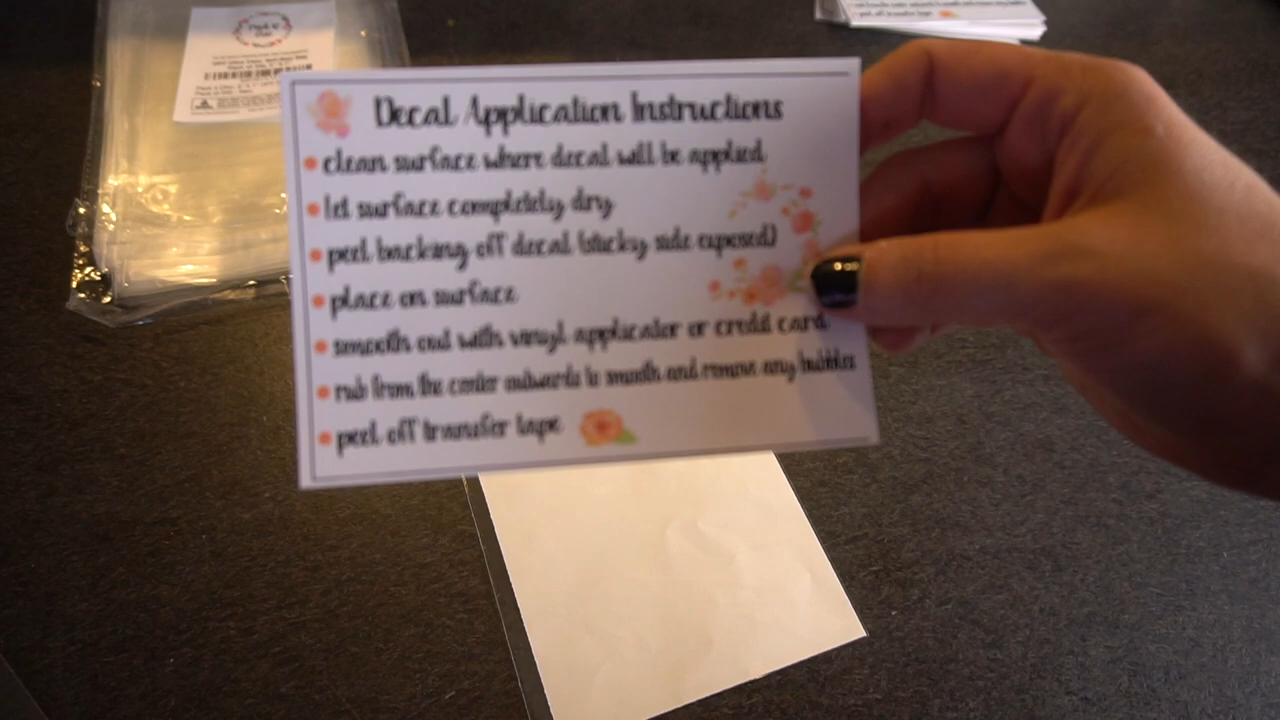 Decal Application Instructions
clean surface where decal will be applied
let surface completely dry
peel backing off decal (sticky side exposed)
place on surface
smooth out with vinyl applicator or credit card
rub from the center outwards to smooth and remove any bubbles
peel off transfer tape